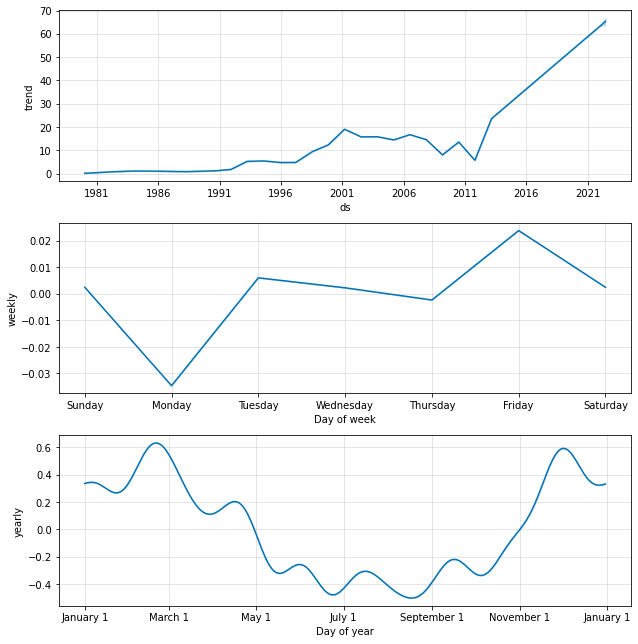 70
60
50
40
30
20
10
0
trend
1981 1986 1991 1996 2001 2006 2011 2016 2021
ds
0.02
0.01
0.00
−0.01
−0.02
−0.03
weekly
Sunday Monday Tuesday Wednesday Thursday Friday Saturday
Day of week
0.6
0.4
0.2
0.0
−0.2
−0.4
yearly
January 1 March 1 May 1 July 1 September 1 November 1 January 1
Day of year